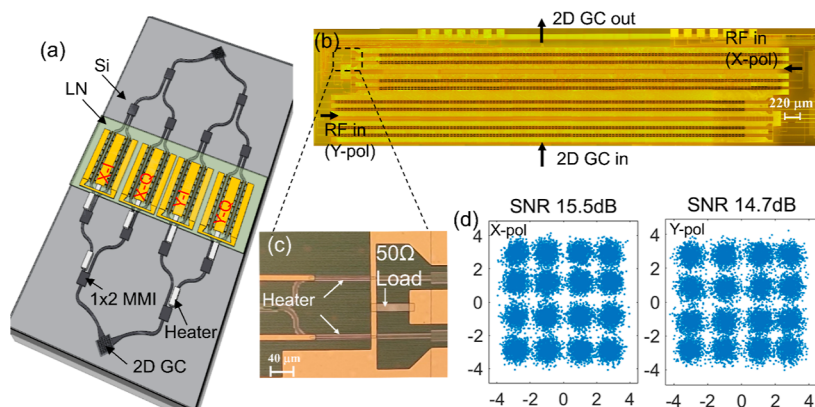 (a)
Si
LN
X-I
X-Q
Y-I
Y-Q
1x2 MMI
Heater
2D GC
(b)
2D GC out
RF in
(X-pol)
220 μm
RF in
(Y-pol)
2D GC in
(c)
50Ω
Load
Heater
40 μm
(d)
SNR 15.5dB
X-pol
4
2
0
-2
-4
-4 -2 0 2 4
SNR 14.7dB
Y-pol
4
2
0
-2
-4
-4 -2 0 2 4